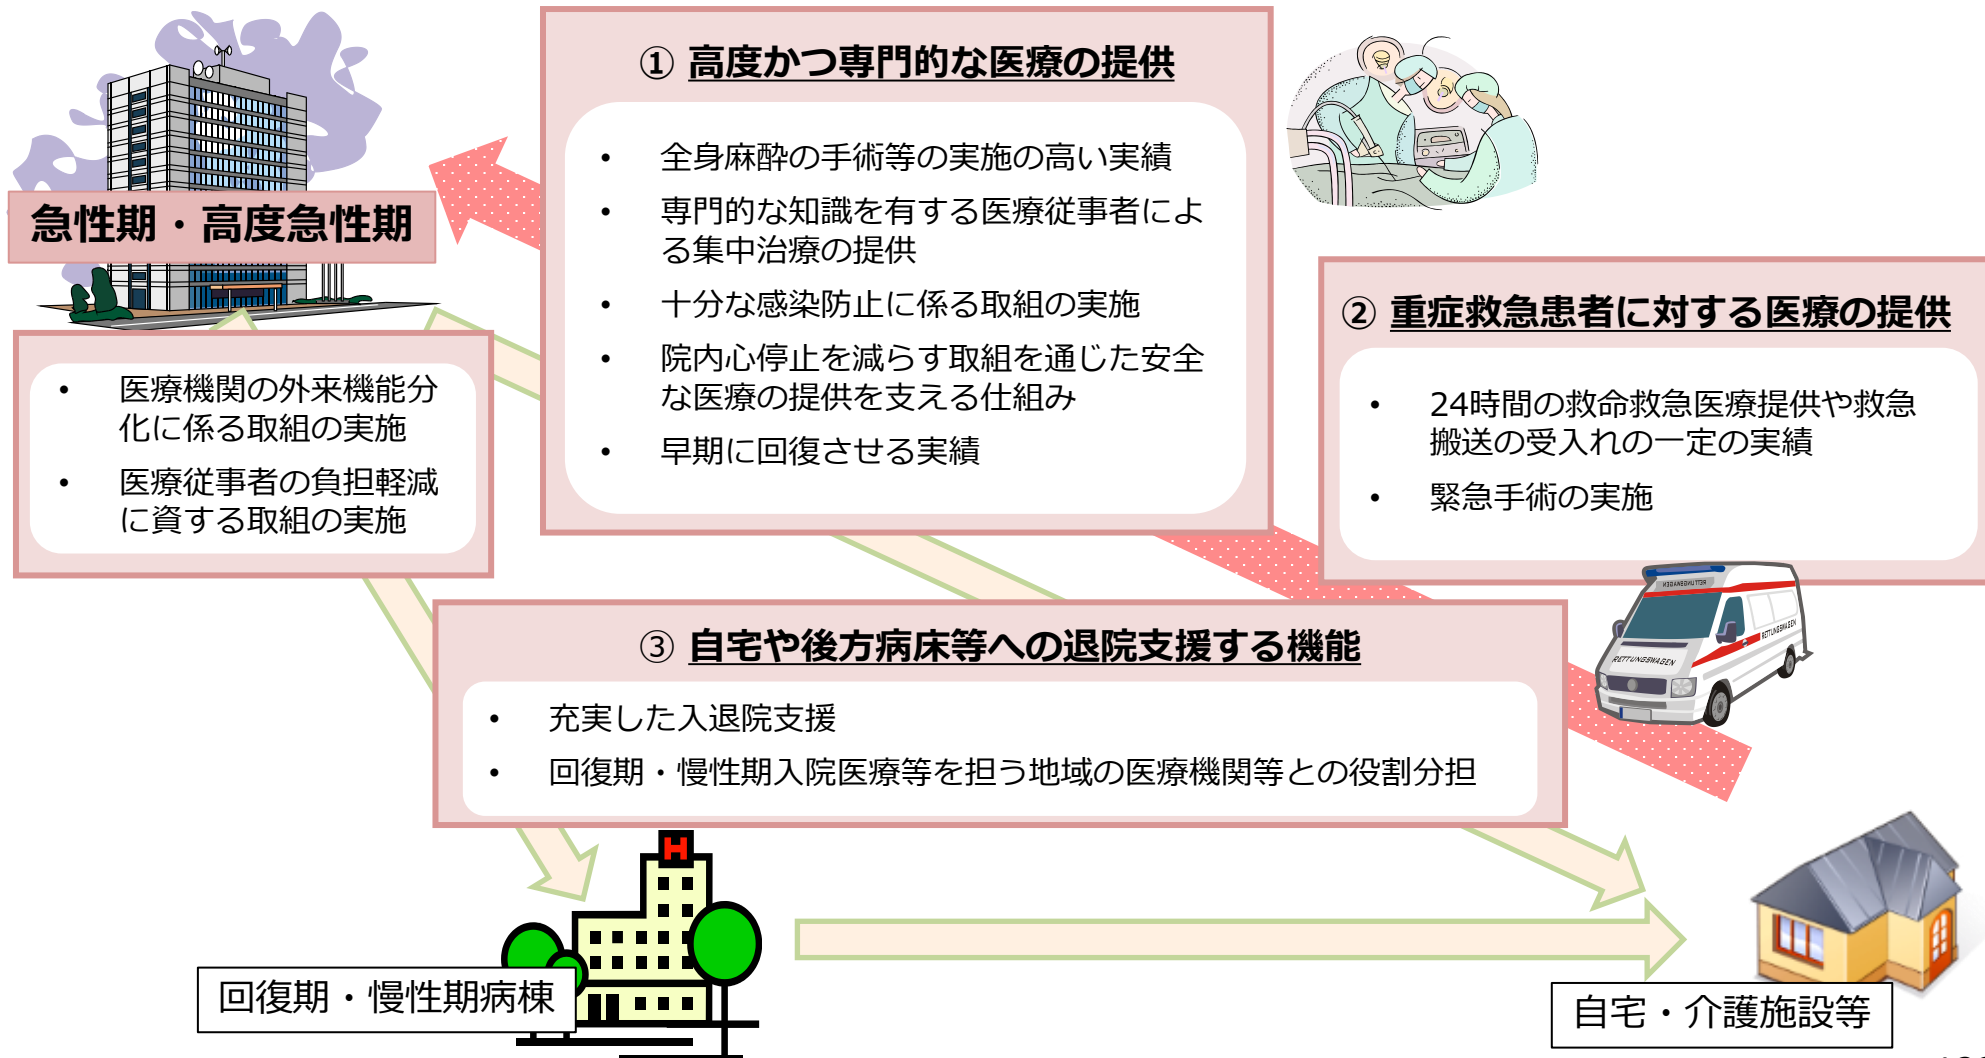 ① 高度かつ専門的な医療の提供
• 全身麻酔の手術等の実施の高い実績
• 専門的な知識を有する医療従事者によ
る集中治療の提供
• 十分な感染防止に係る取組の実施
• 院内心停止を減らす取組を通じた安全
な医療の提供を支える仕組み
• 早期に回復させる実績
急性期・高度急性期
• 医療機関の外来機能分
化に係る取組の実施
• 医療従事者の負担軽減
に資する取組の実施
② 重症救急患者に対する医療の提供
• 24時間の救命救急医療提供や救急
搬送の受入れの一定の実績
• 緊急手術の実施
RETTUNGSWAGEN
RETTUNGSWAGEN
RETTUNGSWAGEN
③ 自宅や後方病床等への退院支援する機能
• 充実した入退院支援
• 回復期・慢性期入院医療等を担う地域の医療機関等との役割分担
H
回復期・慢性期病棟
自宅・介護施設等